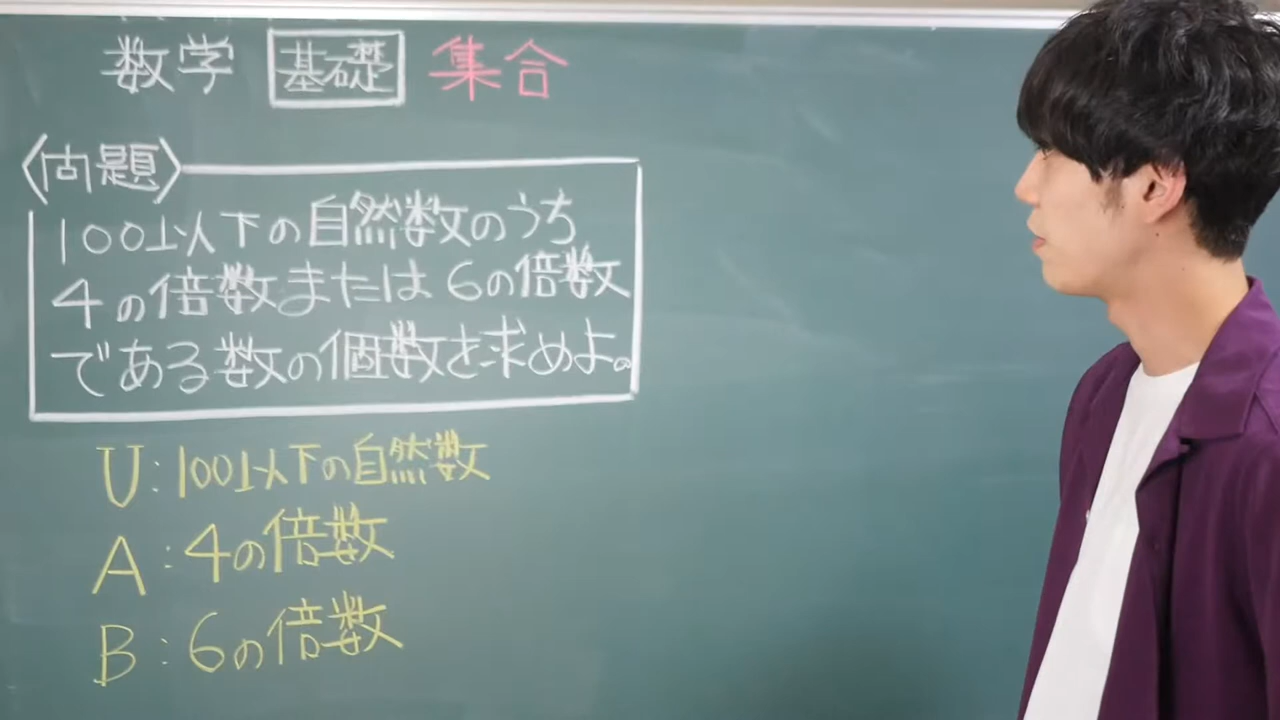 数学 基礎 集合
〈問題〉
100以下の自然数のうち
4の倍数または6の倍数
である数の個数を求めよ。
U:100以下の自然数
A:4の倍数
B:6の倍数